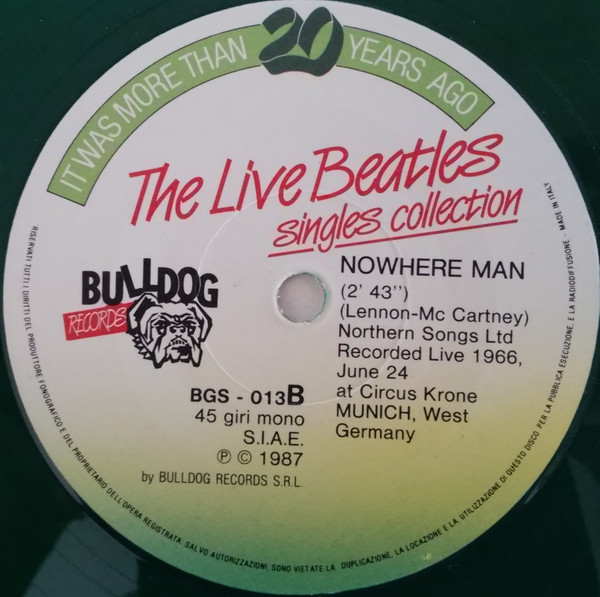 IT WAS MORE THAN 20 YEARS AGO
The Live Beatles
singles collection
BULLDOG
RECORDS
NOWHERE MAN
(2' 43'')
(Lennon-Mc Cartney)
Northern Songs Ltd
Recorded Live 1966,
June 24
at Circus Krone
MUNICH, West
Germany
BGS - 013B
45 giri mono
S.I.A.E.
℗ © 1987
by BULLDOG RECORDS S.R.L.
RISERVATI TUTTI I DIRITTI DEL PRODUTTORE FONOGRAFICO E DEL PROPRIETARIO DELL'OPERA REGISTRATA. SALVO AUTORIZZAZIONI, SONO VIETATE LA DUPLICAZIONE, LA LOCAZIONE E LA UTILIZZAZIONE DI QUESTO DISCO PER LA PUBBLICA ESECUZIONE, E LA RADIODIFFUSIONE - MADE IN ITALY